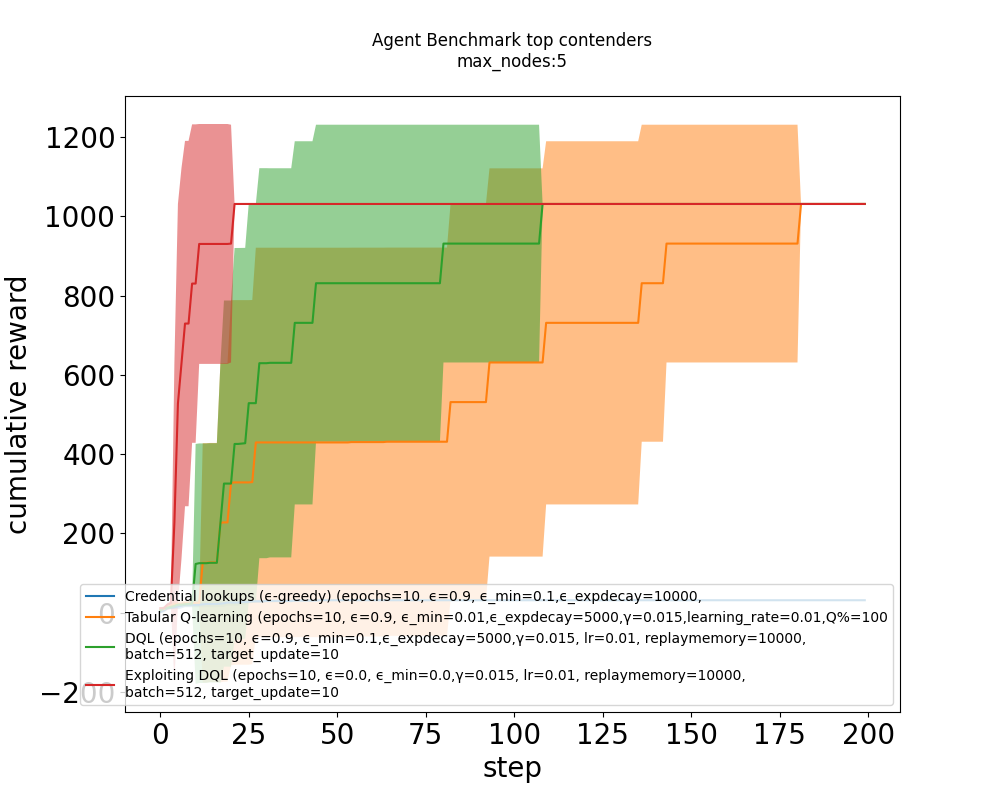 Agent Benchmark top contenders
max_nodes:5
cumulative reward
1200
1000
800
600
400
200
0
−200
Credential lookups (ϵ-greedy) (epochs=10, ϵ=0.9, ϵ_min=0.1,ϵ_expdecay=10000,
Tabular Q-learning (epochs=10, ϵ=0.9, ϵ_min=0.01,ϵ_expdecay=5000,γ=0.015,learning_rate=0.01,Q%=100
DQL (epochs=10, ϵ=0.9, ϵ_min=0.1,ϵ_expdecay=5000,γ=0.015, lr=0.01, replaymemory=10000,
batch=512, target_update=10
Exploiting DQL (epochs=10, ϵ=0.0, ϵ_min=0.0,γ=0.015, lr=0.01, replaymemory=10000,
batch=512, target_update=10
0 25 50 75 100 125 150 175 200
step